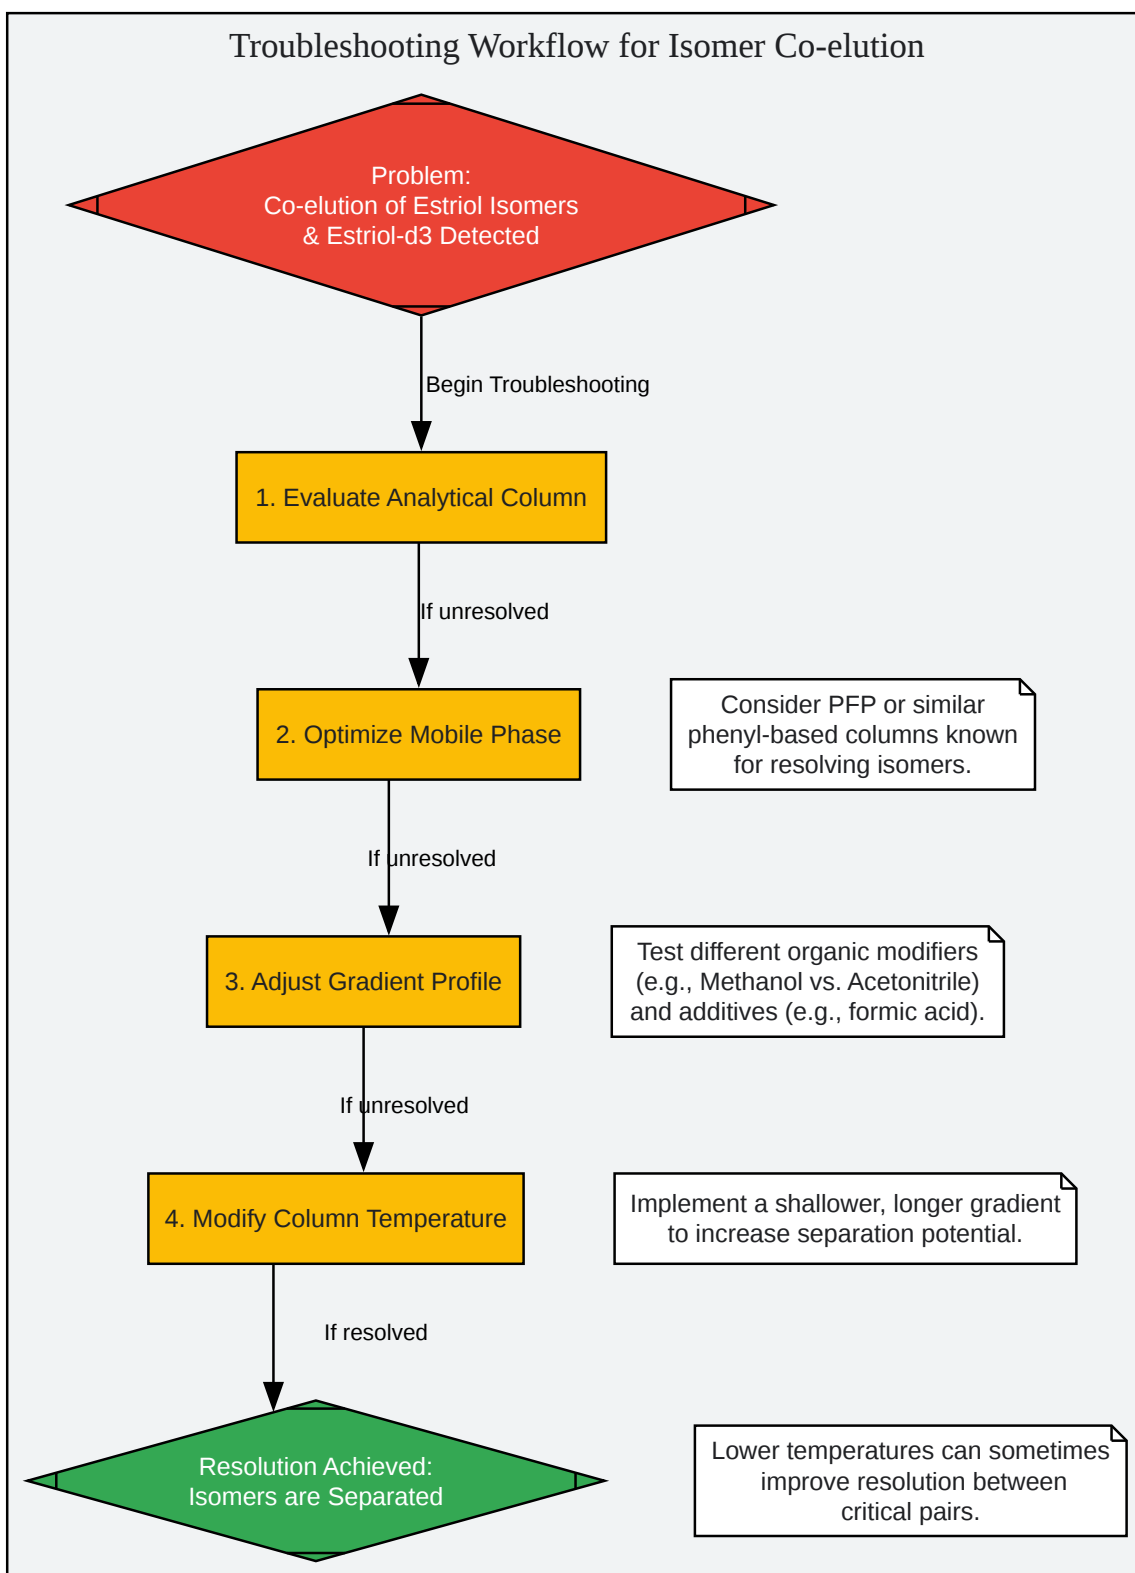 Troubleshooting Workflow for Isomer Co-elution
Problem:
Co-elution of Estriol Isomers
& Estriol-d3 Detected
Begin Troubleshooting
1. Evaluate Analytical Column
If unresolved
2. Optimize Mobile Phase
Consider PFP or similar
phenyl-based columns known
for resolving isomers.
If unresolved
3. Adjust Gradient Profile
Test different organic modifiers
(e.g., Methanol vs. Acetonitrile)
and additives (e.g., formic acid).
If unresolved
4. Modify Column Temperature
Implement a shallower, longer gradient
to increase separation potential.
If resolved
Resolution Achieved:
Isomers are Separated
Lower temperatures can sometimes
improve resolution between
critical pairs.